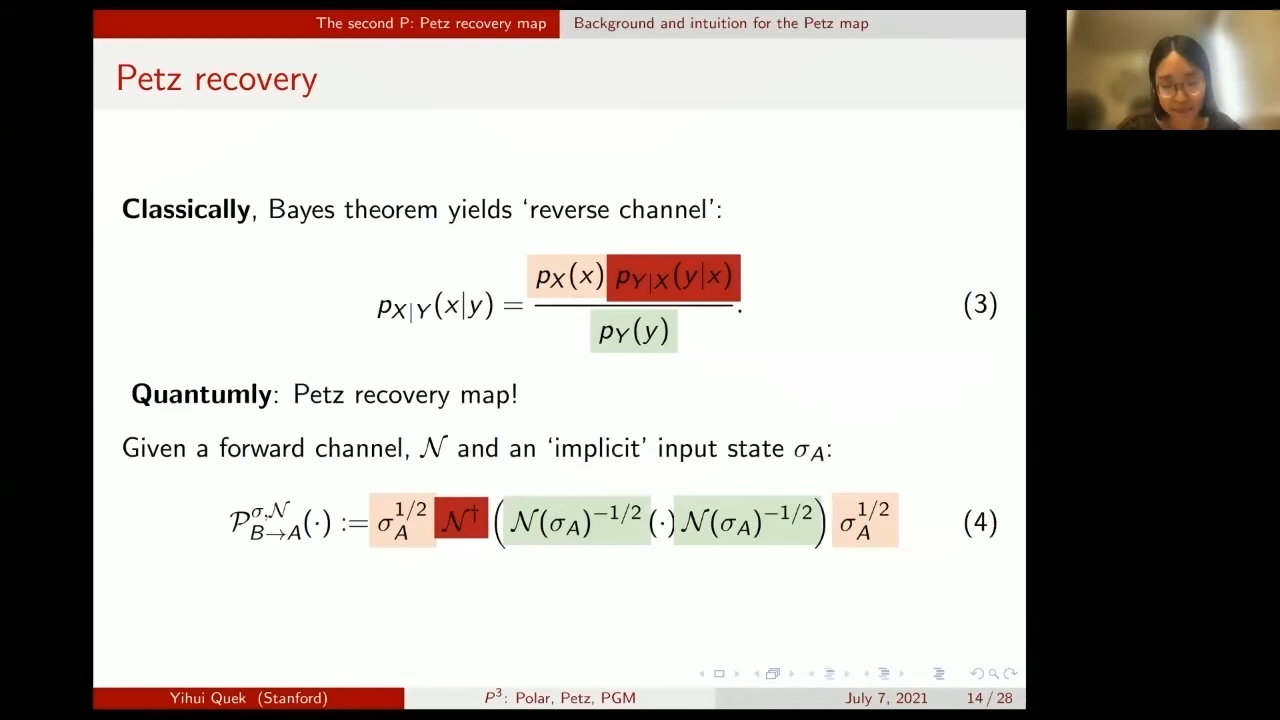 The second P: Petz recovery map Background and intuition for the Petz map
Petz recovery
Classically, Bayes theorem yields ‘reverse channel’:
p_{X|Y}(x|y) = \frac{p_X(x) p_{Y|X}(y|x)}{p_Y(y)}. (3)
Quantumly: Petz recovery map!
Given a forward channel, 𝒩 and an ‘implicit’ input state σ_A:
𝒫_{B→A}^{σ,𝒩}(·) := σ_A^{1/2} 𝒩^† (𝒩(σ_A)^{−1/2}(·)𝒩(σ_A)^{−1/2}) σ_A^{1/2} (4)
Yihui Quek (Stanford) P^3: Polar, Petz, PGM July 7, 2021 14 / 28